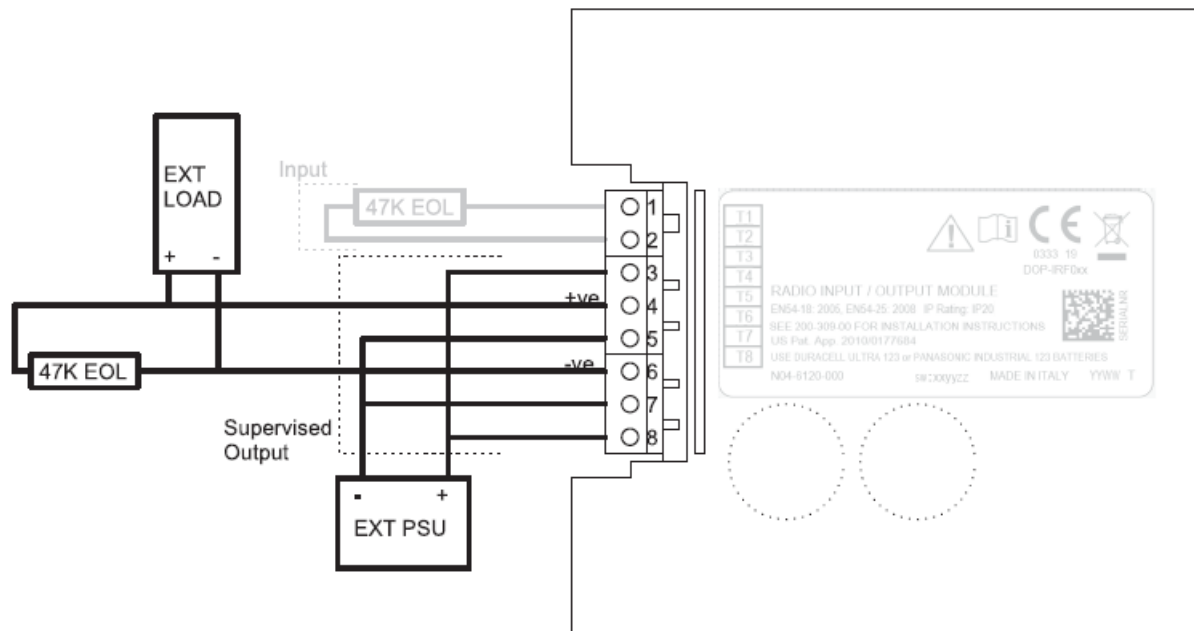 EXT
LOAD
+ -
Input
47K EOL
1
2
3
+ve 4
5
-ve 6
7
8
47K EOL
Supervised
Output
- +
EXT PSU
T1
T2
T3
T4
T5
T6
T7
T8
0333 19
DOP-IRF0xx
RADIO INPUT / OUTPUT MODULE
EN54-18: 2005, EN54-25: 2008 IP Rating: IP20
SEE 200-309.00 FOR INSTALLATION INSTRUCTIONS
US Pat. App. 2010/0177684
USE DURACELL ULTRA 123 or PANASONIC INDUSTRIAL 123 BATTERIES
N04-6120-000 sw:xxyyzz MADE IN ITALY YYWW T
SERIALNR